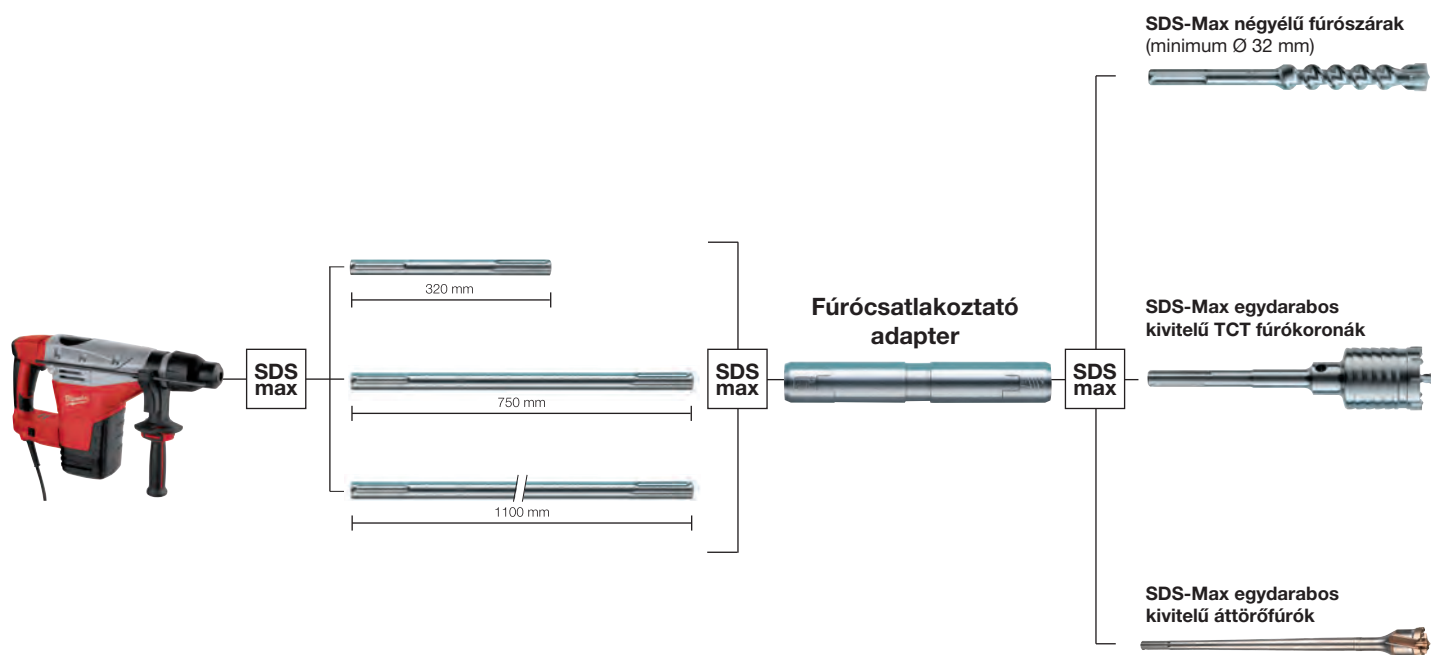 SDS-Max négyélű fúrószárak
(minimum Ø 32 mm)
320 mm
Fúrócsatlakoztató
adapter
SDS-Max egydarabos
kivitelű TCT fúrókoronák
SDS
max
750 mm
SDS
max
SDS
max
1100 mm
SDS-Max egydarabos
kivitelű áttörőfúrók